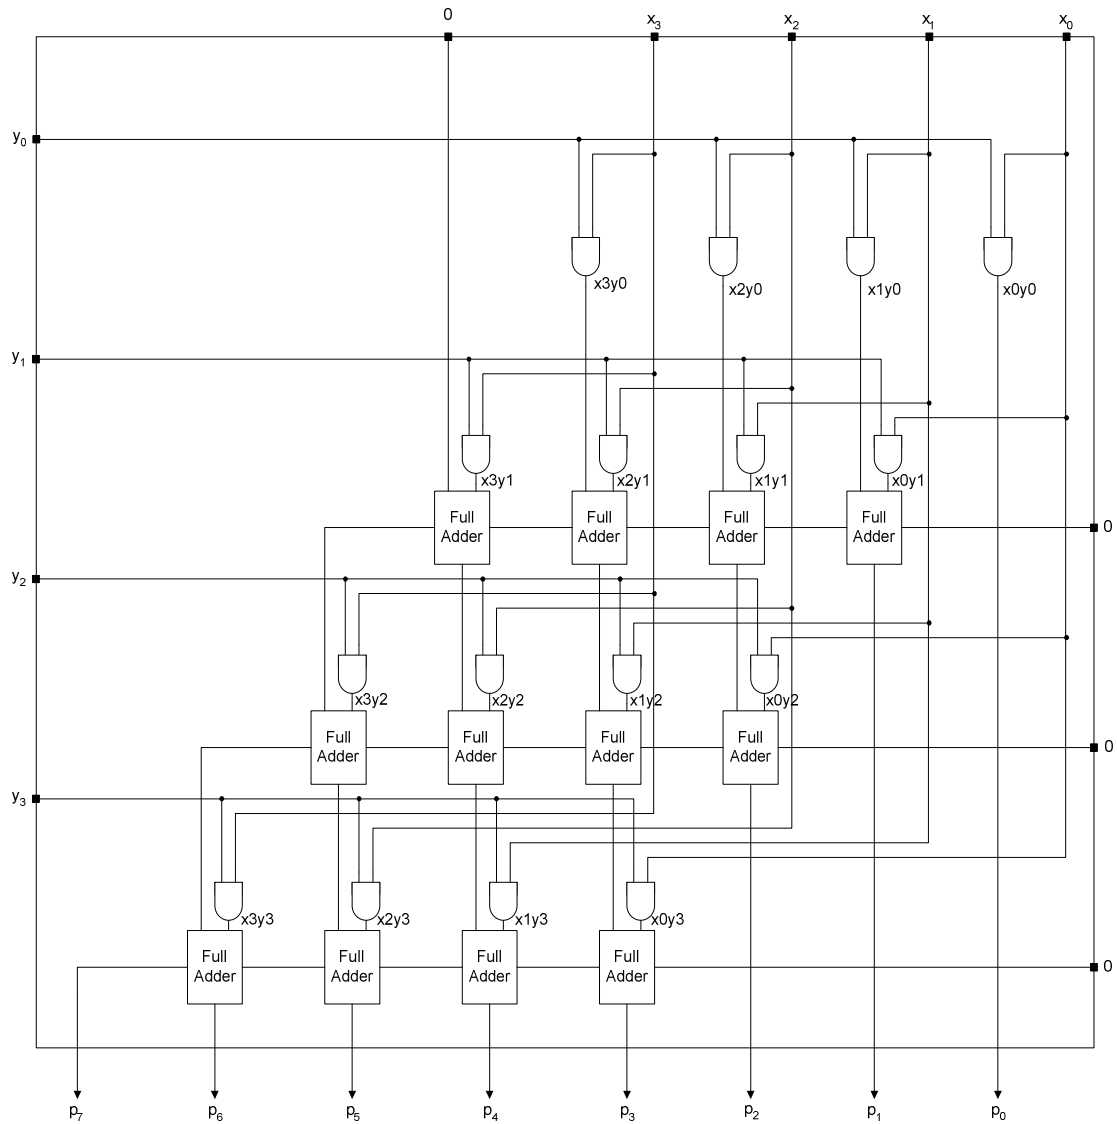 0 x3 x2 x1 x0
y0
x3y0 x2y0 x1y0 x0y0
y1
x3y1 x2y1 x1y1 x0y1
Full Full Full Full
Adder Adder Adder Adder
0
y2
x3y2 x2y2 x1y2 x0y2
Full Full Full Full
Adder Adder Adder Adder
0
y3
x3y3 x2y3 x1y3 x0y3
Full Full Full Full
Adder Adder Adder Adder
0
p7 p6 p5 p4 p3 p2 p1 p0